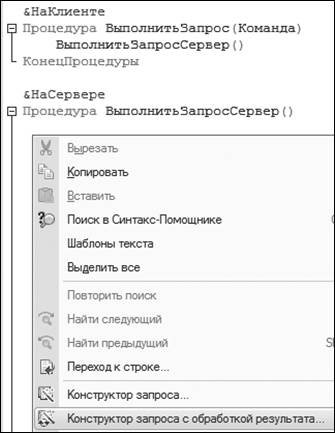 &НаКлиенте
Процедура ВыполнитьЗапрос(Команда)
ВыполнитьЗапросСервер()
КонецПроцедуры
&НаСервере
Процедура ВыполнитьЗапросСервер()
Вырезать
Копировать
Вставить
Поиск в Синтакс-Помощнике
Шаблоны текста
Выделить все
Повторить поиск
Найти следующий
Найти предыдущий
Переход к строке...
Конструктор запроса...
Конструктор запроса с обработкой результата...